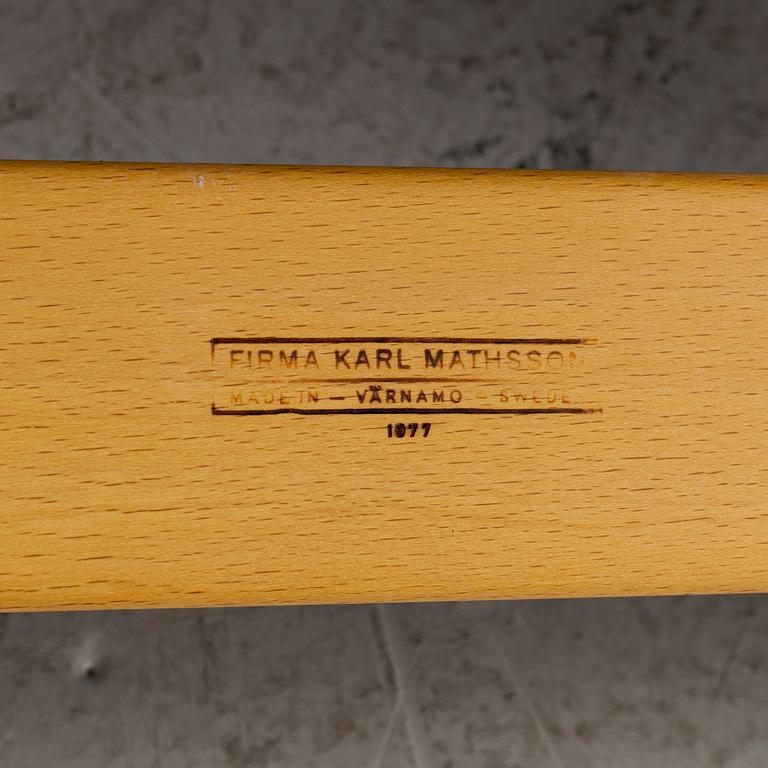 FIRMA KARL MATHSSON
MADE IN – VÄRNAMO – SWEDEN
1977